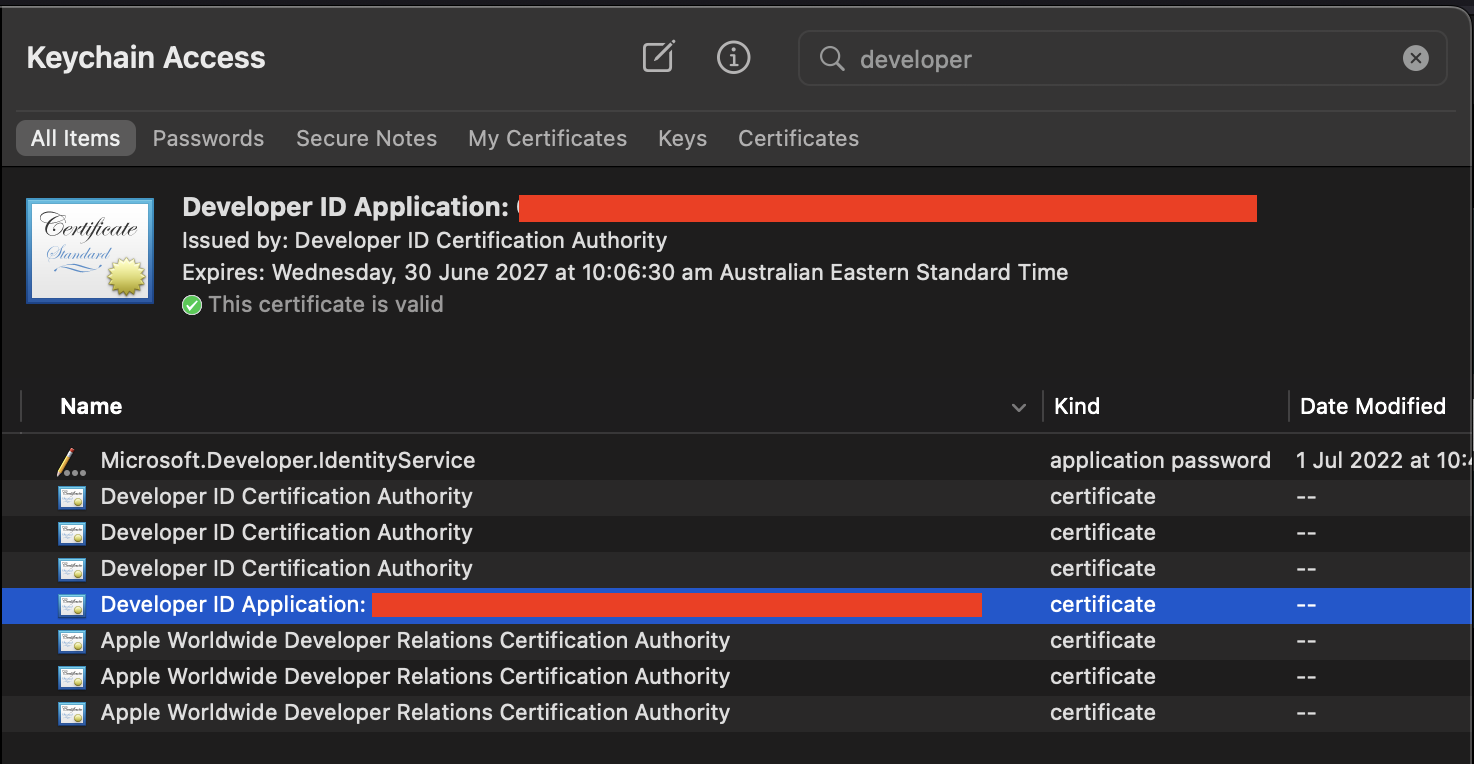 Keychain Access
developer
All Items Passwords Secure Notes My Certificates Keys Certificates
Certificate
Standard
Developer ID Application:
Issued by: Developer ID Certification Authority
Expires: Wednesday, 30 June 2027 at 10:06:30 am Australian Eastern Standard Time
This certificate is valid
Name Kind Date Modified
Microsoft.Developer.IdentityService application password 1 Jul 2022 at 10:4
Developer ID Certification Authority certificate --
Developer ID Certification Authority certificate --
Developer ID Certification Authority certificate --
Developer ID Application: certificate --
Apple Worldwide Developer Relations Certification Authority certificate --
Apple Worldwide Developer Relations Certification Authority certificate --
Apple Worldwide Developer Relations Certification Authority certificate --